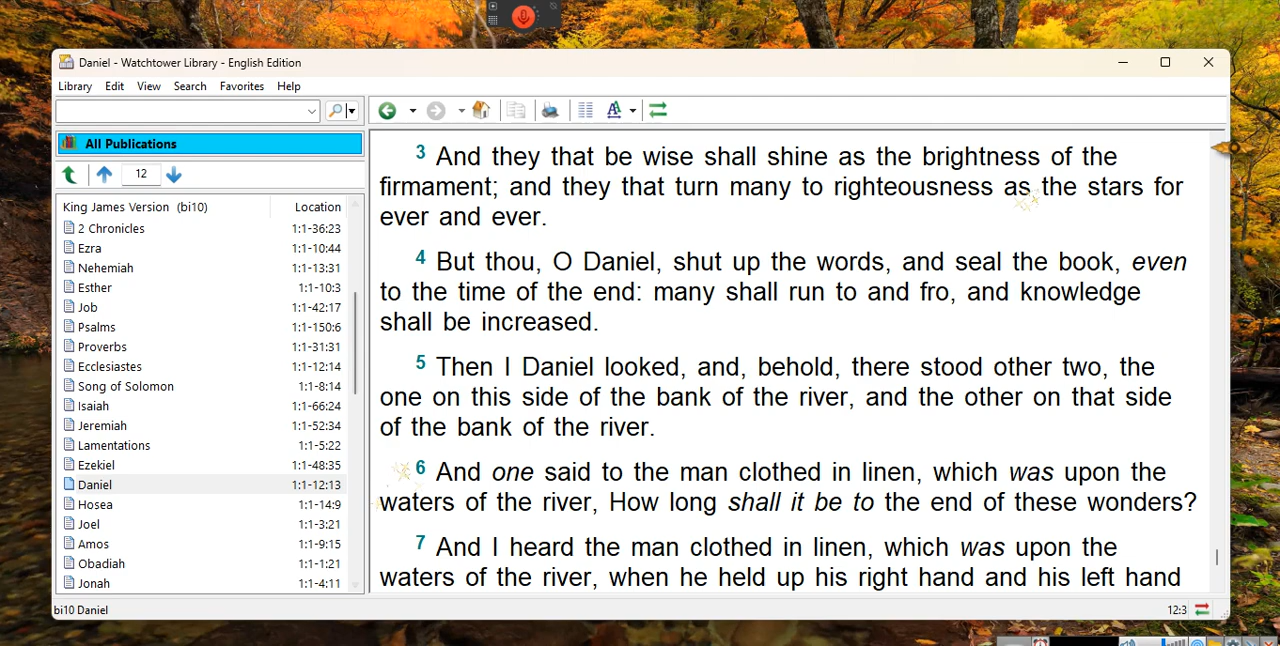 Daniel - Watchtower Library - English Edition
Library Edit View Search Favorites Help
All Publications
12
King James Version (bi10) Location
2 Chronicles 1:1-36:23
Ezra 1:1-10:44
Nehemiah 1:1-13:31
Esther 1:1-10:3
Job 1:1-42:17
Psalms 1:1-150:6
Proverbs 1:1-31:31
Ecclesiastes 1:1-12:14
Song of Solomon 1:1-8:14
Isaiah 1:1-66:24
Jeremiah 1:1-52:34
Lamentations 1:1-5:22
Ezekiel 1:1-48:35
Daniel 1:1-12:13
Hosea 1:1-14:9
Joel 1:1-3:21
Amos 1:1-9:15
Obadiah 1:1-1:21
Jonah 1:1-4:11
3 And they that be wise shall shine as the brightness of the
firmament; and they that turn many to righteousness as the stars for
ever and ever.
4 But thou, O Daniel, shut up the words, and seal the book, even
to the time of the end: many shall run to and fro, and knowledge
shall be increased.
5 Then I Daniel looked, and, behold, there stood other two, the
one on this side of the bank of the river, and the other on that side
of the bank of the river.
6 And one said to the man clothed in linen, which was upon the
waters of the river, How long shall it be to the end of these wonders?
7 And I heard the man clothed in linen, which was upon the
waters of the river, when he held up his right hand and his left hand
bi10 Daniel 12:3